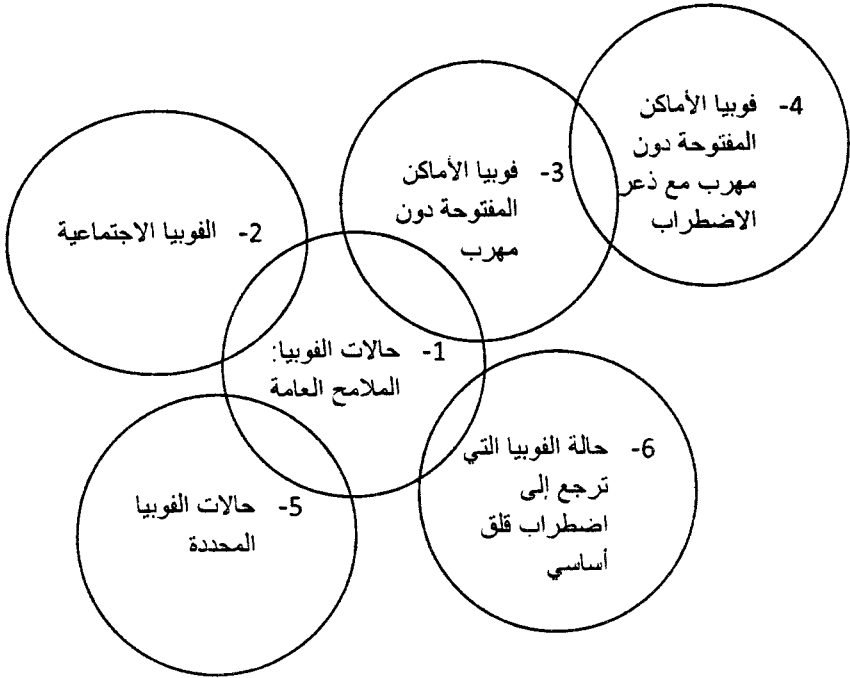 4- فوبيا الأماكن
المفتوحة دون
مهرب مع ذعر
الاضطراب
3- فوبيا الأماكن
المفتوحة دون
مهرب
2- الفوبيا الاجتماعية
1- حالات الفوبيا:
الملامح العامة
6- حالة الفوبيا التي
ترجع إلى
اضطراب قلق
أساسي
5- حالات الفوبيا
المحددة